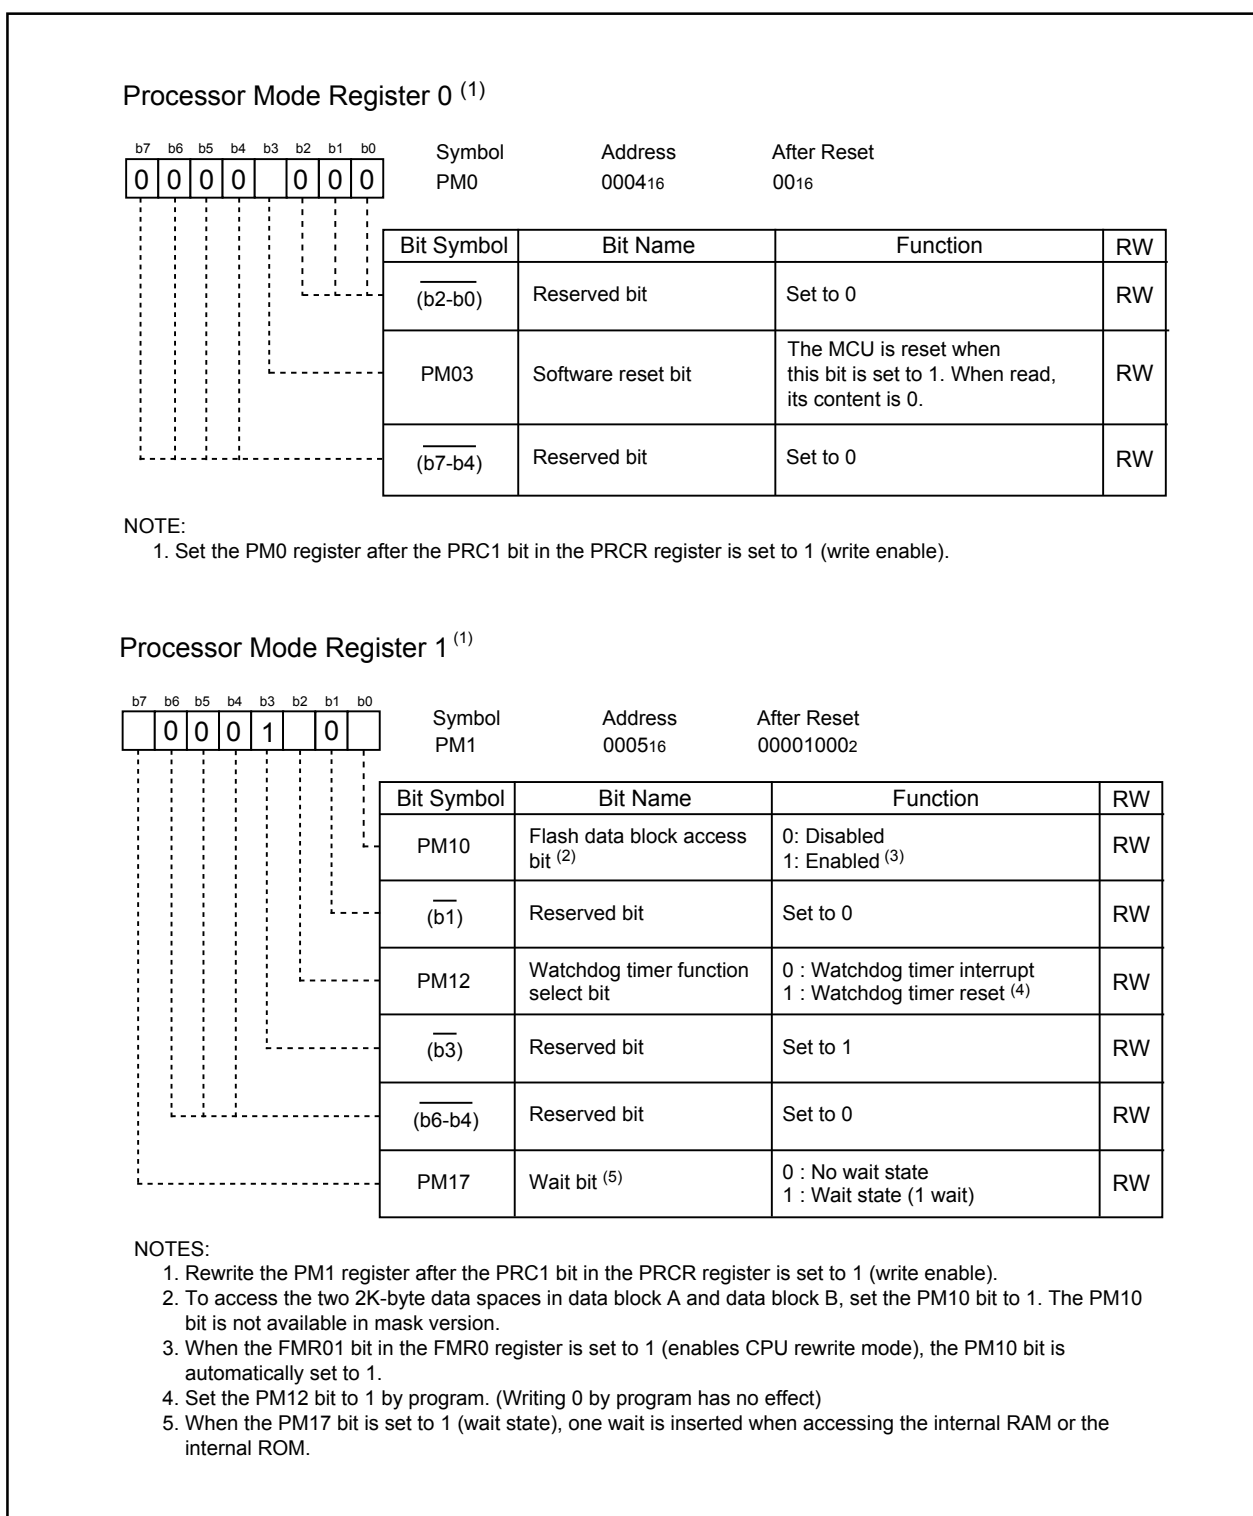 Processor Mode Register 0 (1)
b7 b6 b5 b4 b3 b2 b1 b0
0 0 0 0 0 0 0
Symbol Address After Reset
PM0 000416 0016
Bit Symbol Bit Name Function RW
(b2-b0) Reserved bit Set to 0 RW
PM03 Software reset bit The MCU is reset when
this bit is set to 1. When read,
its content is 0. RW
(b7-b4) Reserved bit Set to 0 RW
NOTE:
1. Set the PM0 register after the PRC1 bit in the PRCR register is set to 1 (write enable).
Processor Mode Register 1 (1)
b7 b6 b5 b4 b3 b2 b1 b0
0 0 0 1 0
Symbol Address After Reset
PM1 000516 000010002
Bit Symbol Bit Name Function RW
PM10 Flash data block access
bit (2) 0: Disabled
1: Enabled (3) RW
(b1) Reserved bit Set to 0 RW
PM12 Watchdog timer function
select bit 0 : Watchdog timer interrupt
1 : Watchdog timer reset (4) RW
(b3) Reserved bit Set to 1 RW
(b6-b4) Reserved bit Set to 0 RW
PM17 Wait bit (5) 0 : No wait state
1 : Wait state (1 wait) RW
NOTES:
1. Rewrite the PM1 register after the PRC1 bit in the PRCR register is set to 1 (write enable).
2. To access the two 2K-byte data spaces in data block A and data block B, set the PM10 bit to 1. The PM10
bit is not available in mask version.
3. When the FMR01 bit in the FMR0 register is set to 1 (enables CPU rewrite mode), the PM10 bit is
automatically set to 1.
4. Set the PM12 bit to 1 by program. (Writing 0 by program has no effect)
5. When the PM17 bit is set to 1 (wait state), one wait is inserted when accessing the internal RAM or the
internal ROM.